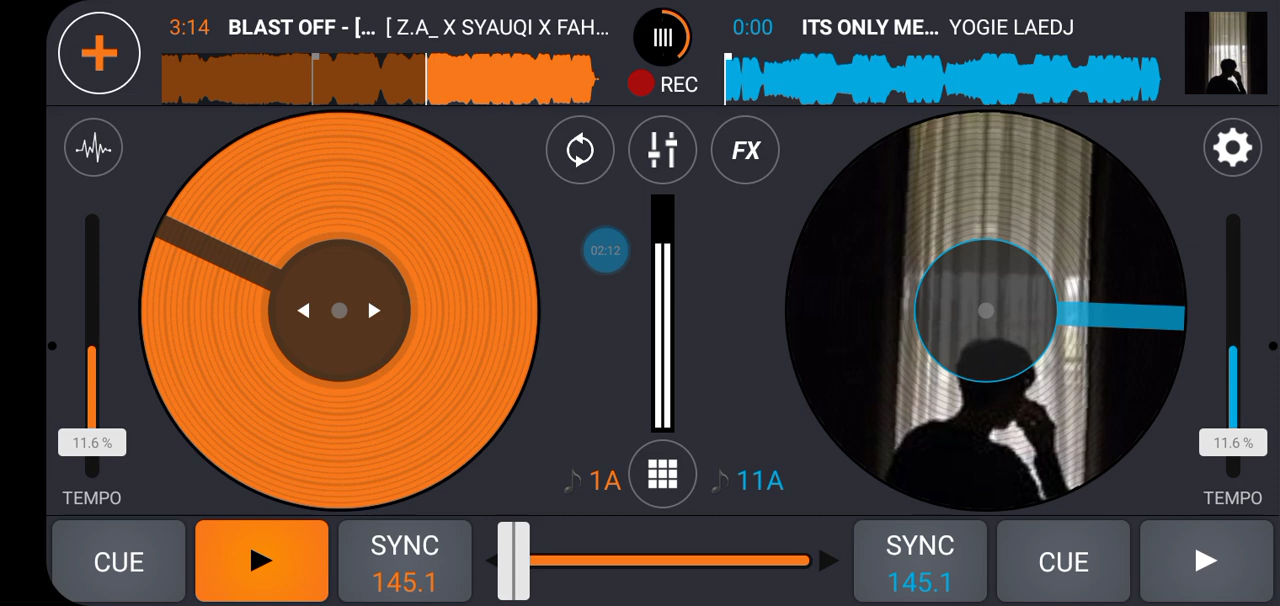 3:14 BLAST OFF - [... [ Z.A_ X SYAUQI X FAH...
0:00 ITS ONLY ME... YOGIE LAEDJ
REC
FX
02:12
11.6 %
TEMPO
11.6 %
TEMPO
1A
11A
CUE
SYNC
145.1
SYNC
145.1
CUE